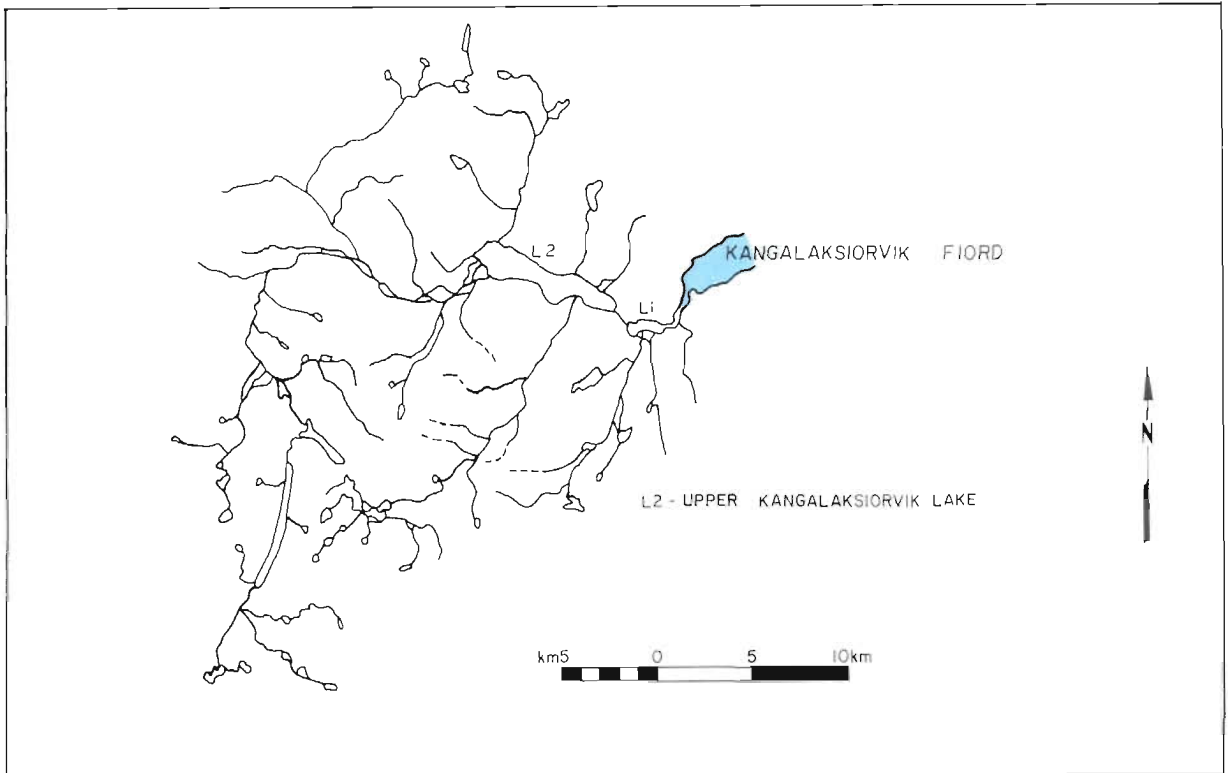 L2
KANGALAKSIORVIK FIORD
Li
N
L2 - UPPER KANGALAKSIORVIK LAKE
km5 0 5 10km